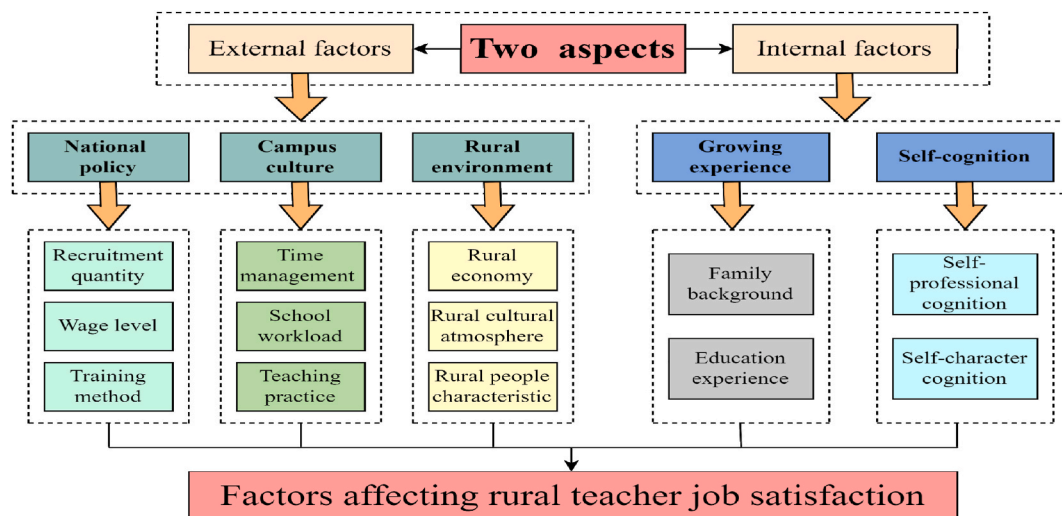 External factors
Two aspects
Internal factors
National
policy
Campus
culture
Rural
environment
Growing
experience
Self-cognition
Recruitment
quantity
Wage level
Training
method
Time
management
School
workload
Teaching
practice
Rural
economy
Rural cultural
atmosphere
Rural people
characteristic
Family
background
Education
experience
Self-
professional
cognition
Self-character
cognition
Factors affecting rural teacher job satisfaction